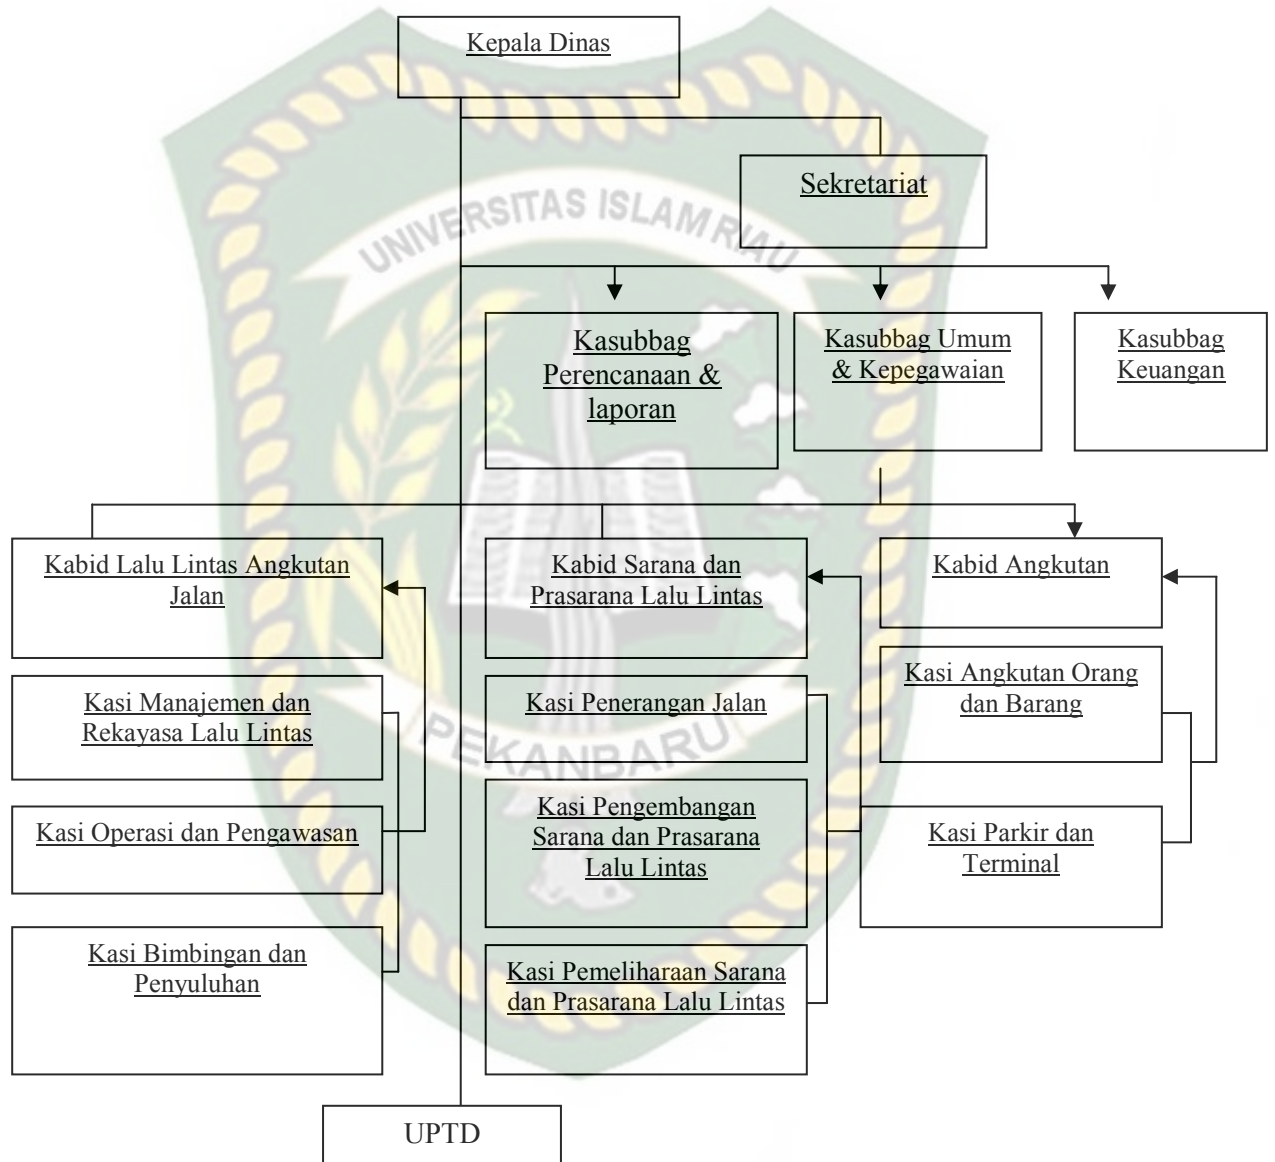 Kepala Dinas
Sekretariat
UNIVERSITAS ISLAM RIAU
Kasubbag
Perencanaan &
laporan
Kasubbag Umum
& Kepegawaian
Kasubbag
Keuangan
Kabid Lalu Lintas Angkutan
Jalan
Kabid Sarana dan
Prasarana Lalu Lintas
Kabid Angkutan
Kasi Manajemen dan
Rekayasa Lalu Lintas
Kasi Penerangan Jalan
Kasi Angkutan Orang
dan Barang
PEKANBARU
Kasi Operasi dan Pengawasan
Kasi Pengembangan
Sarana dan Prasarana
Lalu Lintas
Kasi Parkir dan
Terminal
Kasi Bimbingan dan
Penyuluhan
Kasi Pemeliharaan Sarana
dan Prasarana Lalu Lintas
UPTD